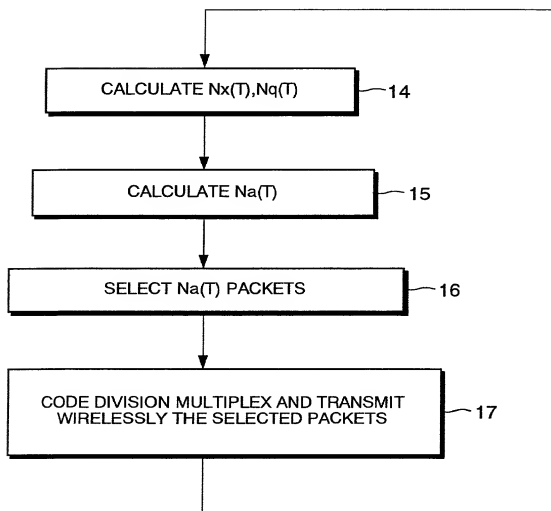 CALCULATE Nx(T),Nq(T)
14
CALCULATE Na(T)
15
SELECT Na(T) PACKETS
16
CODE DIVISION MULTIPLEX AND TRANSMIT
WIRELESSLY THE SELECTED PACKETS
17